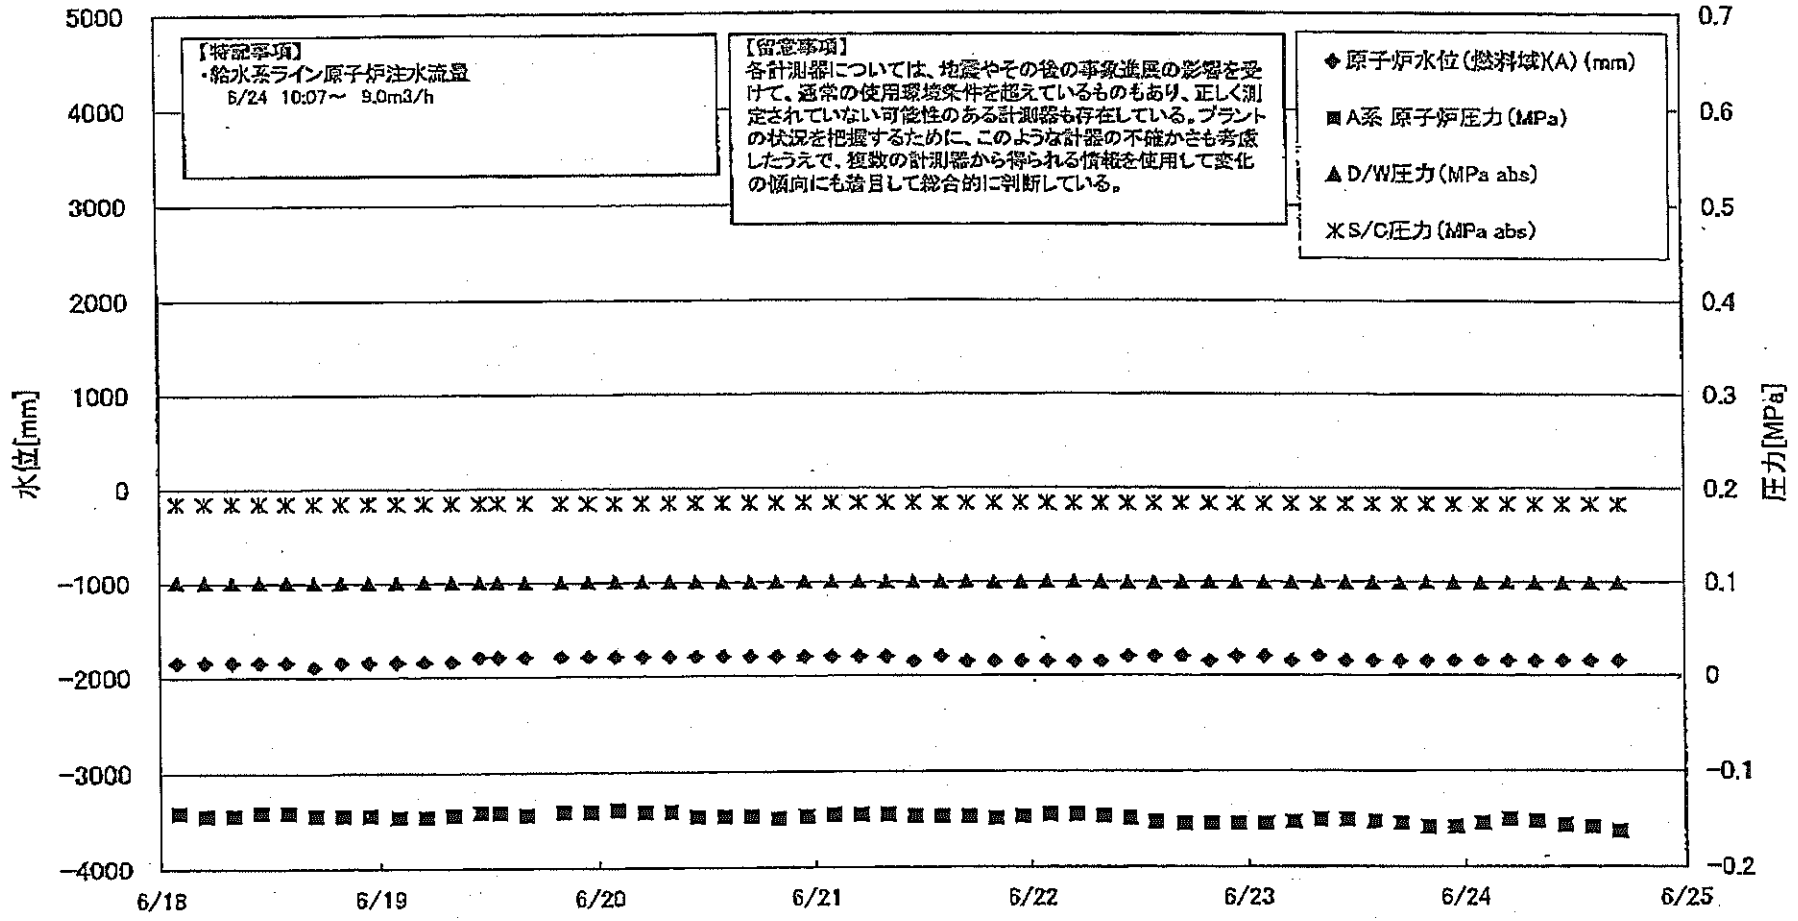 5000
4000
3000
2000
1000
0
-1000
-2000
-3000
-4000
水位[mm]
【特記事項】
・給水系ライン原子炉注水流量
6/24 10:07～ 9.0m3/h
【留意事項】
各計測器については、地震やその後の事象進展の影響を受
けて、通常の使用環境条件を超えているものもあり、正しく測
定されていない可能性のある計測器も存在している。プラント
の状況を把握するために、このような計器の不確かさも考慮
したうえで、複数の計測器から得られる情報を使用して変化
の傾向にも着目して総合的に判断している。
原子炉水位(燃料域)(A)(mm)
A系 原子炉圧力(MPa)
D/W圧力(MPa abs)
S/C圧力(MPa abs)
0.7
0.6
0.5
0.4
0.3
0.2
0.1
0
-0.1
-0.2
圧力[MPa]
6/18
6/19
6/20
6/21
6/22
6/23
6/24
6/25